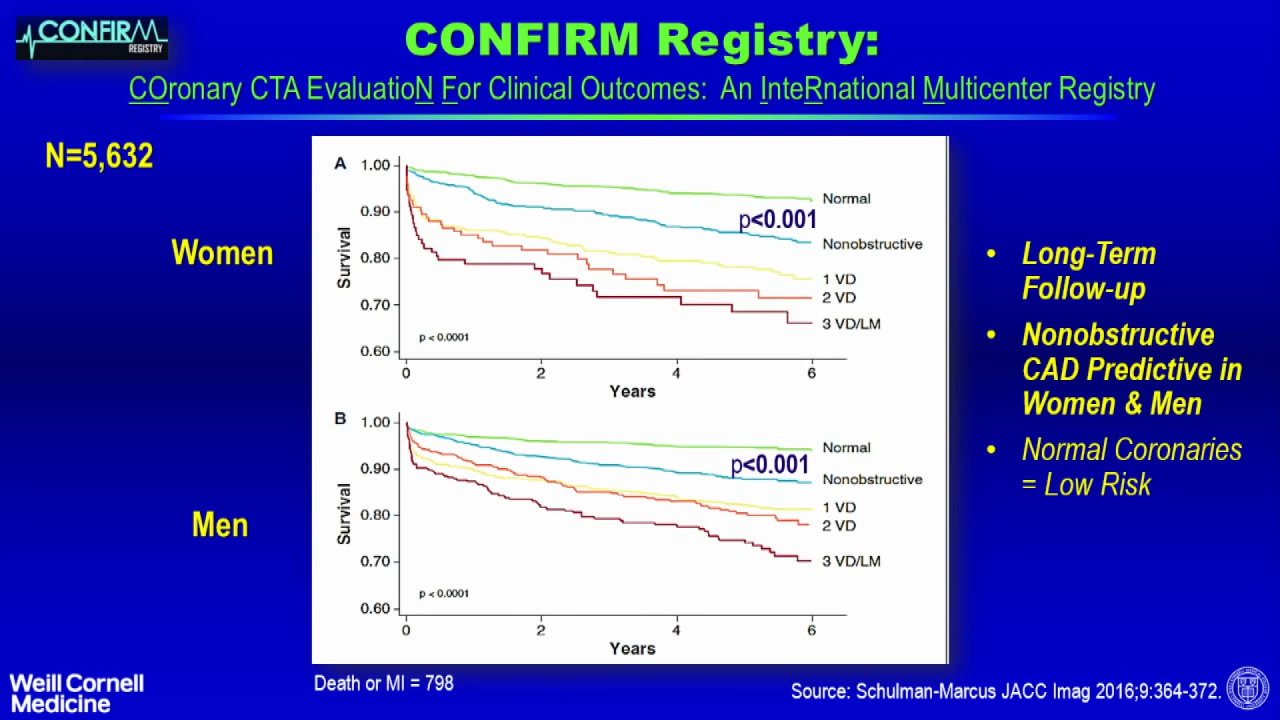 CONFIRM
REGISTRY
CONFIRM Registry:
COronary CTA EvaluatioN For Clinical Outcomes: An InteRnational Multicenter Registry
N=5,632
Women
A
1.00
0.90
0.80
0.70
0.60
Survival
Normal
p<0.001
Nonobstructive
1 VD
2 VD
3 VD/LM
p < 0.0001
0 2 4 6
Years
Men
B
1.00
0.90
0.80
0.70
0.60
Survival
Normal
p<0.001
Nonobstructive
1 VD
2 VD
3 VD/LM
p < 0.0001
0 2 4 6
Years
• Long-Term
Follow-up
• Nonobstructive
CAD Predictive in
Women & Men
• Normal Coronaries
= Low Risk
Weill Cornell
Medicine
Death or MI = 798
Source: Schulman-Marcus JACC Imag 2016;9:364-372.